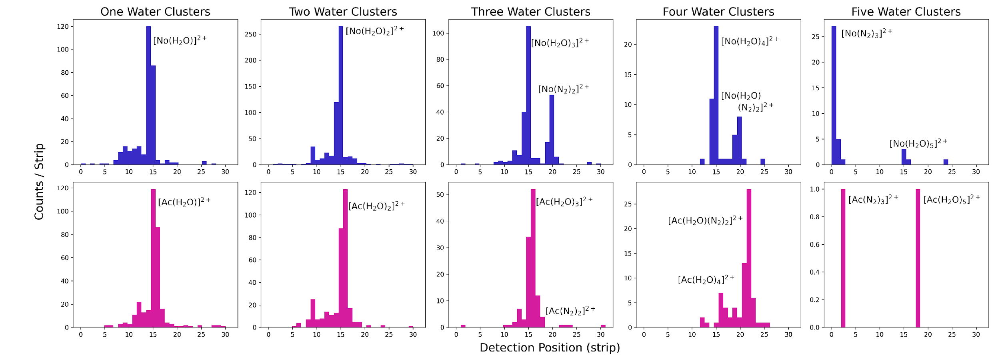 One Water Clusters
Two Water Clusters
Three Water Clusters
Four Water Clusters
Five Water Clusters
120
100
80
60
40
20
0
0 5 10 15 20 25 30
[No(H₂O)]²⁺
250
200
150
100
50
0
0 5 10 15 20 25 30
[No(H₂O)₂]²⁺
100
80
60
40
20
0
0 5 10 15 20 25 30
[No(H₂O)₃]²⁺
[No(N₂)₂]²⁺
20
15
10
5
0
0 5 10 15 20 25 30
[No(H₂O)₄]²⁺
[No(H₂O)
(N₂)₂]²⁺
25
20
15
10
5
0
0 5 10 15 20 25 30
[No(N₂)₃]²⁺
[No(H₂O)₅]²⁺
Counts / Strip
120
100
80
60
40
20
0
0 5 10 15 20 25 30
[Ac(H₂O)]²⁺
120
100
80
60
40
20
0
0 5 10 15 20 25 30
[Ac(H₂O)₂]²⁺
50
40
30
20
10
0
0 5 10 15 20 25 30
[Ac(H₂O)₃]²⁺
[Ac(N₂)₂]²⁺
25
20
15
10
5
0
0 5 10 15 20 25 30
[Ac(H₂O)(N₂)₂]²⁺
[Ac(H₂O)₄]²⁺
1.0
0.8
0.6
0.4
0.2
0.0
0 5 10 15 20 25 30
[Ac(N₂)₃]²⁺
[Ac(H₂O)₅]²⁺
Detection Position (strip)